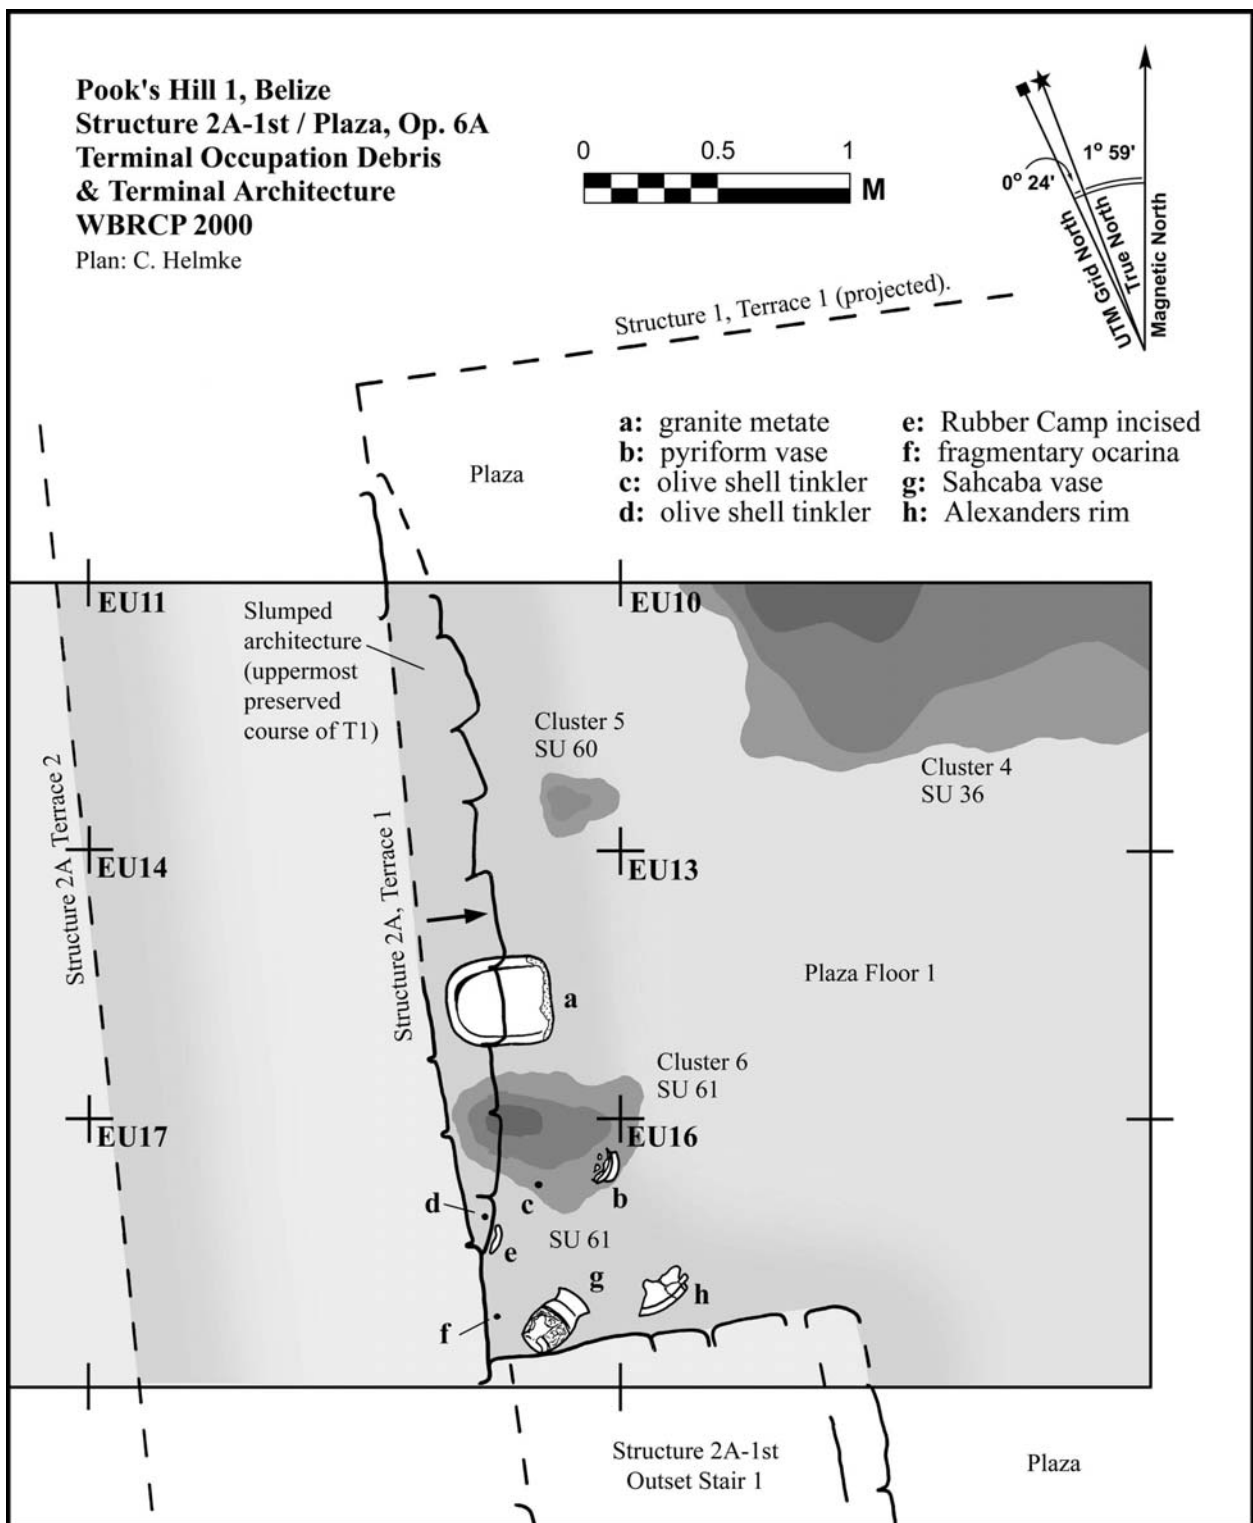 Pook's Hill 1, Belize
Structure 2A-1st / Plaza, Op. 6A
Terminal Occupation Debris
& Terminal Architecture
WBRCP 2000
Plan: C. Helmke
0 0.5 1
M
1° 59'
0° 24'
UTM Grid North
True North
Magnetic North
Structure 1, Terrace 1 (projected).
a: granite metate
b: pyriform vase
c: olive shell tinkler
d: olive shell tinkler
e: Rubber Camp incised
f: fragmentary ocarina
g: Sahcaba vase
h: Alexanders rim
Plaza
EU11
EU10
Slumped
architecture
(uppermost
preserved
course of T1)
Cluster 5
SU 60
Cluster 4
SU 36
Structure 2A, Terrace 2
Structure 2A, Terrace 1
EU14
EU13
Plaza Floor 1
a
Cluster 6
SU 61
EU17
EU16
b
c
d
SU 61
e
g
h
f
Structure 2A-1st
Outset Stair 1
Plaza